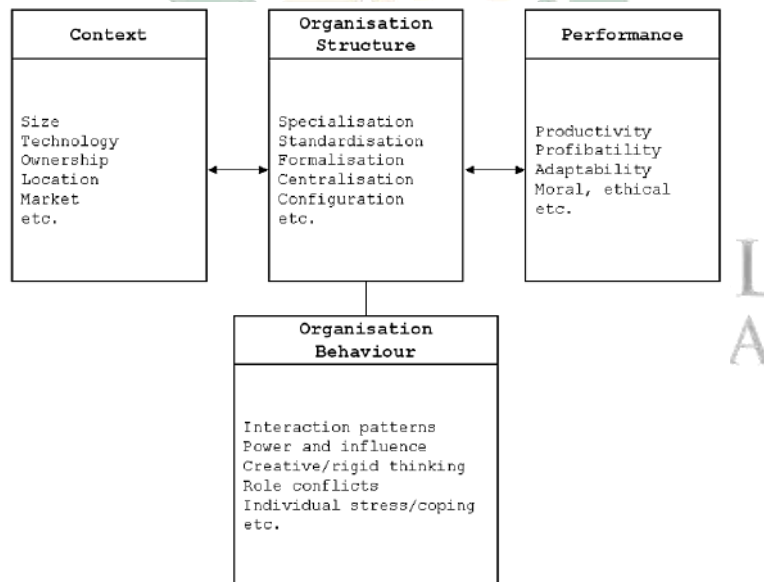 Context
Size
Technology
Ownership
Location
Market
etc.
Organisation
Structure
Specialisation
Standardisation
Formalisation
Centralisation
Configuration
etc.
Performance
Productivity
Profibatility
Adaptability
Moral, ethical
etc.
Organisation
Behaviour
Interaction patterns
Power and influence
Creative/rigid thinking
Role conflicts
Individual stress/coping
etc.
L
A